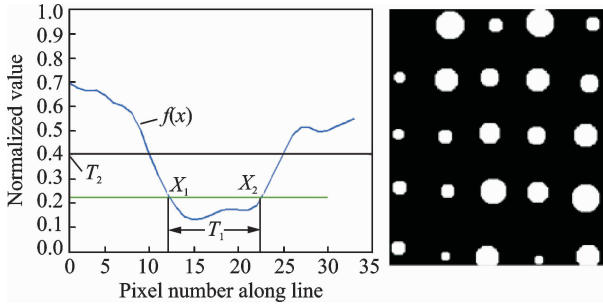 Normalized value
1.0
0.9
0.8
0.7
0.6
0.5
0.4
0.3
0.2
0.1
0.0
f(x)
T2
X1
X2
T1
0 5 10 15 20 25 30 35
Pixel number along line